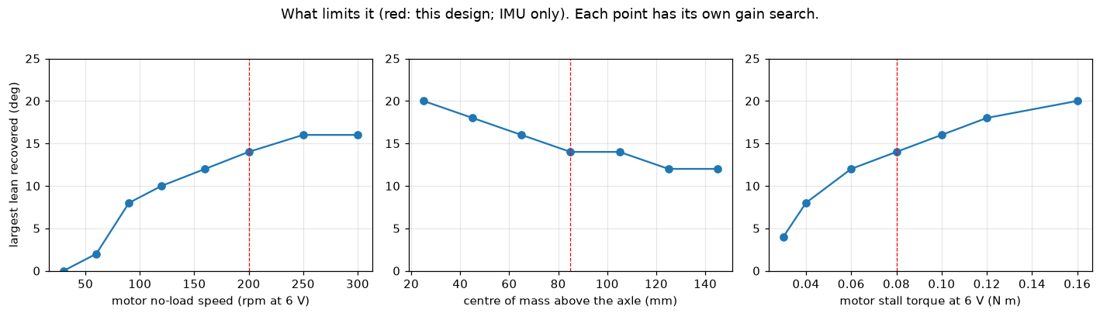 What limits it (red: this design; IMU only). Each point has its own gain search.
largest lean recovered (deg)
25
20
15
10
5
0
50 100 150 200 250 300
motor no-load speed (rpm at 6 V)
25
20
15
10
5
0
20 40 60 80 100 120 140
centre of mass above the axle (mm)
25
20
15
10
5
0
0.04 0.06 0.08 0.10 0.12 0.14 0.16
motor stall torque at 6 V (N m)